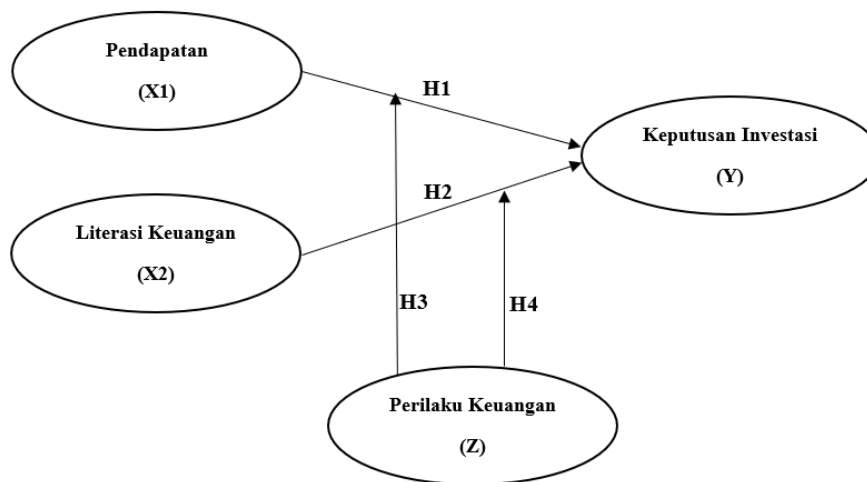 Pendapatan
(X1)
H1
Keputusan Investasi
(Y)
H2
Literasi Keuangan
(X2)
H3
H4
Perilaku Keuangan
(Z)